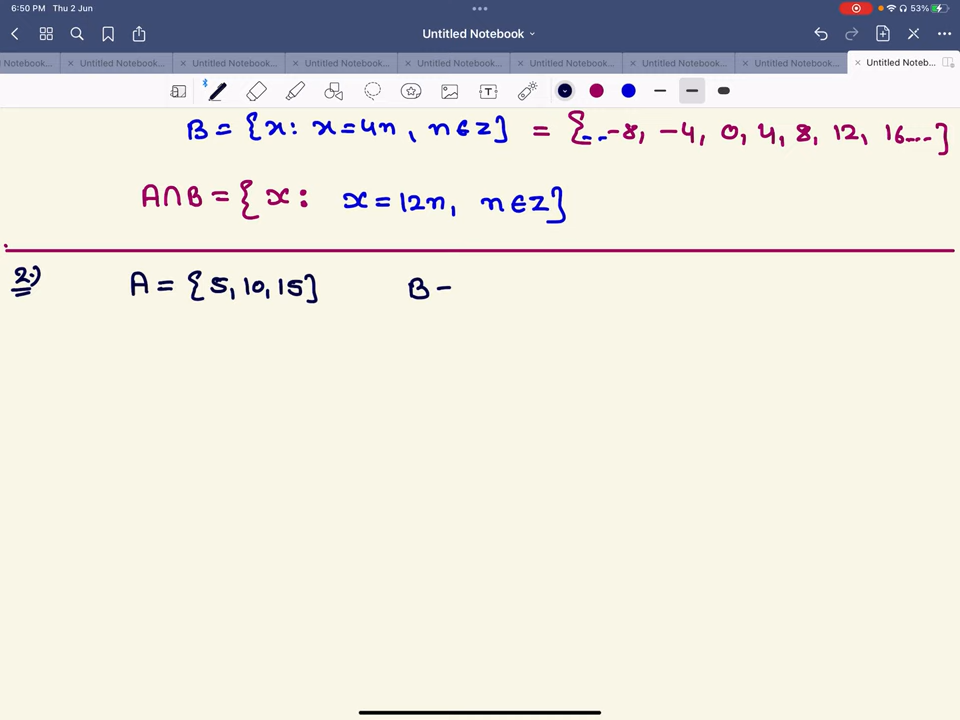 6:50 PM Thu 2 Jun
53%
Untitled Notebook
Notebook... Untitled Notebook... Untitled Notebook... Untitled Notebook... Untitled Notebook... Untitled Notebook... Untitled Notebook... Untitled Notebook... Untitled Noteb...
B = {x: x=4n, n∈z} = {...-8, -4, 0, 4, 8, 12, 16....}
A∩B = {x: x=12n, n∈z}
2.) A = {5, 10, 15} B -